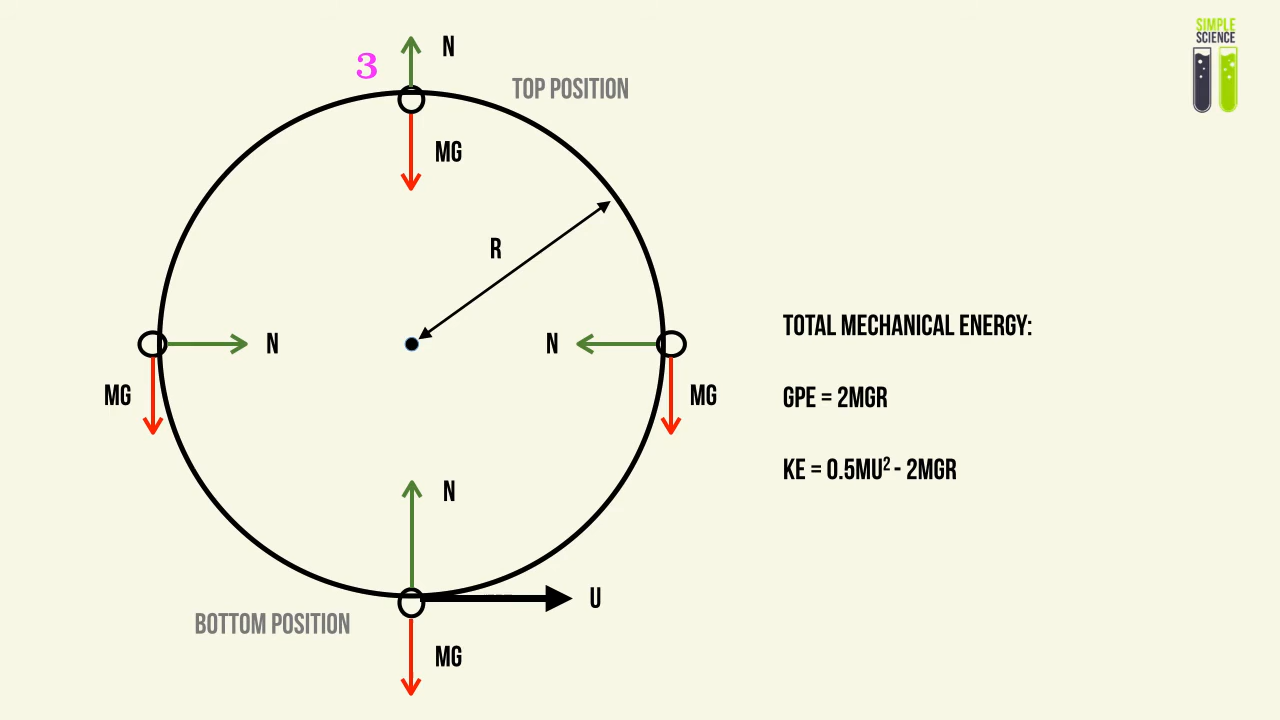 SIMPLE
SCIENCE
N
3
TOP POSITION
MG
R
TOTAL MECHANICAL ENERGY:
N
N
MG
MG
GPE = 2MGR
KE = 0.5MU² - 2MGR
N
U
BOTTOM POSITION
MG